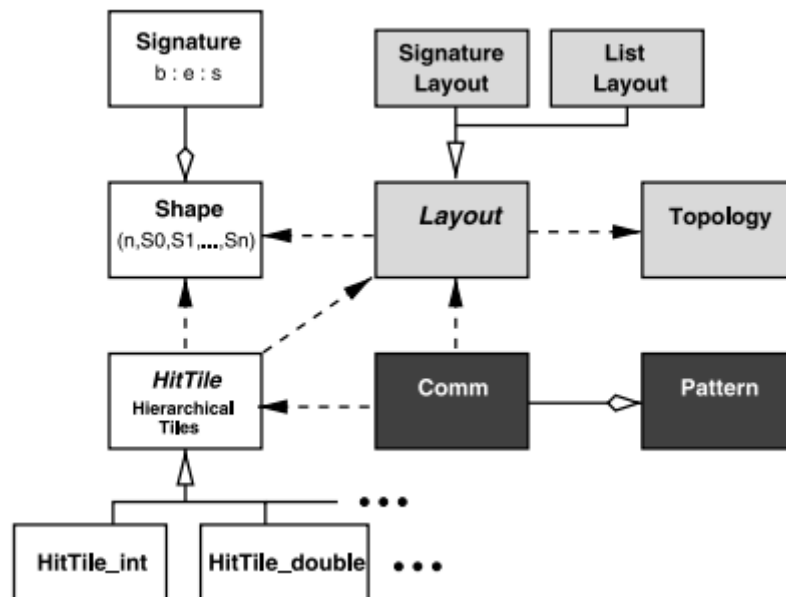 Signature
b : e : s
Signature
Layout
List
Layout
Shape
(n,S0,S1,...,Sn)
Layout
Topology
HitTile
Hierarchical
Tiles
Comm
Pattern
HitTile_int
HitTile_double